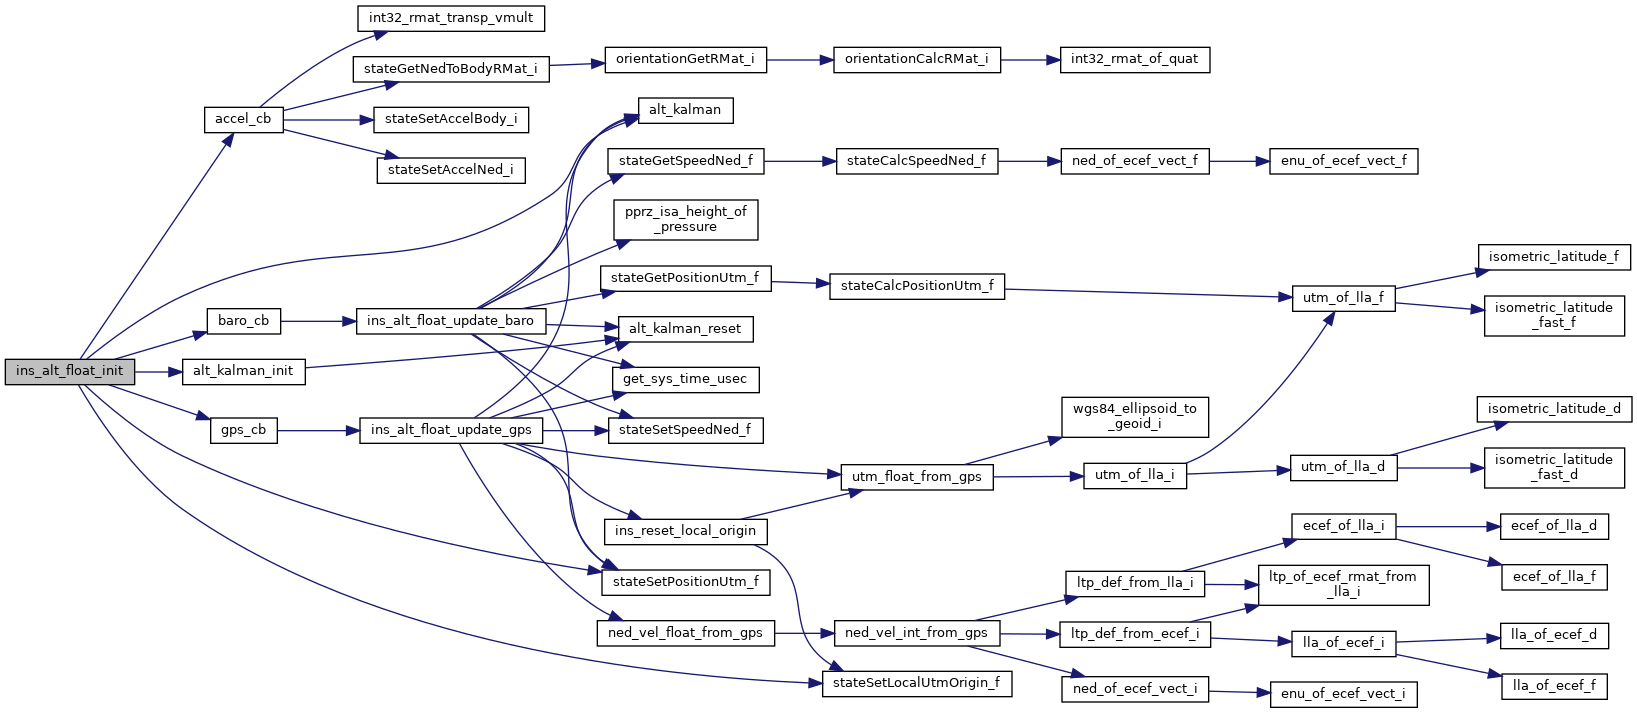 int32_rmat_transp_vmult
stateGetNedToBodyRMat_i
orientationGetRMat_i
orientationCalcRMat_i
int32_rmat_of_quat
alt_kalman
accel_cb
stateSetAccelBody_i
stateGetSpeedNed_f
stateCalcSpeedNed_f
ned_of_ecef_vect_f
enu_of_ecef_vect_f
stateSetAccelNed_i
pprz_isa_height_of
_pressure
isometric_latitude_f
stateGetPositionUtm_f
stateCalcPositionUtm_f
utm_of_lla_f
isometric_latitude
_fast_f
baro_cb
ins_alt_float_update_baro
alt_kalman_reset
ins_alt_float_init
alt_kalman_init
get_sys_time_usec
wgs84_ellipsoid_to
_geoid_i
isometric_latitude_d
gps_cb
ins_alt_float_update_gps
stateSetSpeedNed_f
utm_float_from_gps
utm_of_lla_i
utm_of_lla_d
isometric_latitude
_fast_d
ins_reset_local_origin
ecef_of_lla_i
ecef_of_lla_d
stateSetPositionUtm_f
ltp_def_from_lla_i
ltp_of_ecef_rmat_from
_lla_i
ecef_of_lla_f
ned_vel_float_from_gps
ned_vel_int_from_gps
ltp_def_from_ecef_i
lla_of_ecef_i
lla_of_ecef_d
stateSetLocalUtmOrigin_f
ned_of_ecef_vect_i
enu_of_ecef_vect_i
lla_of_ecef_f